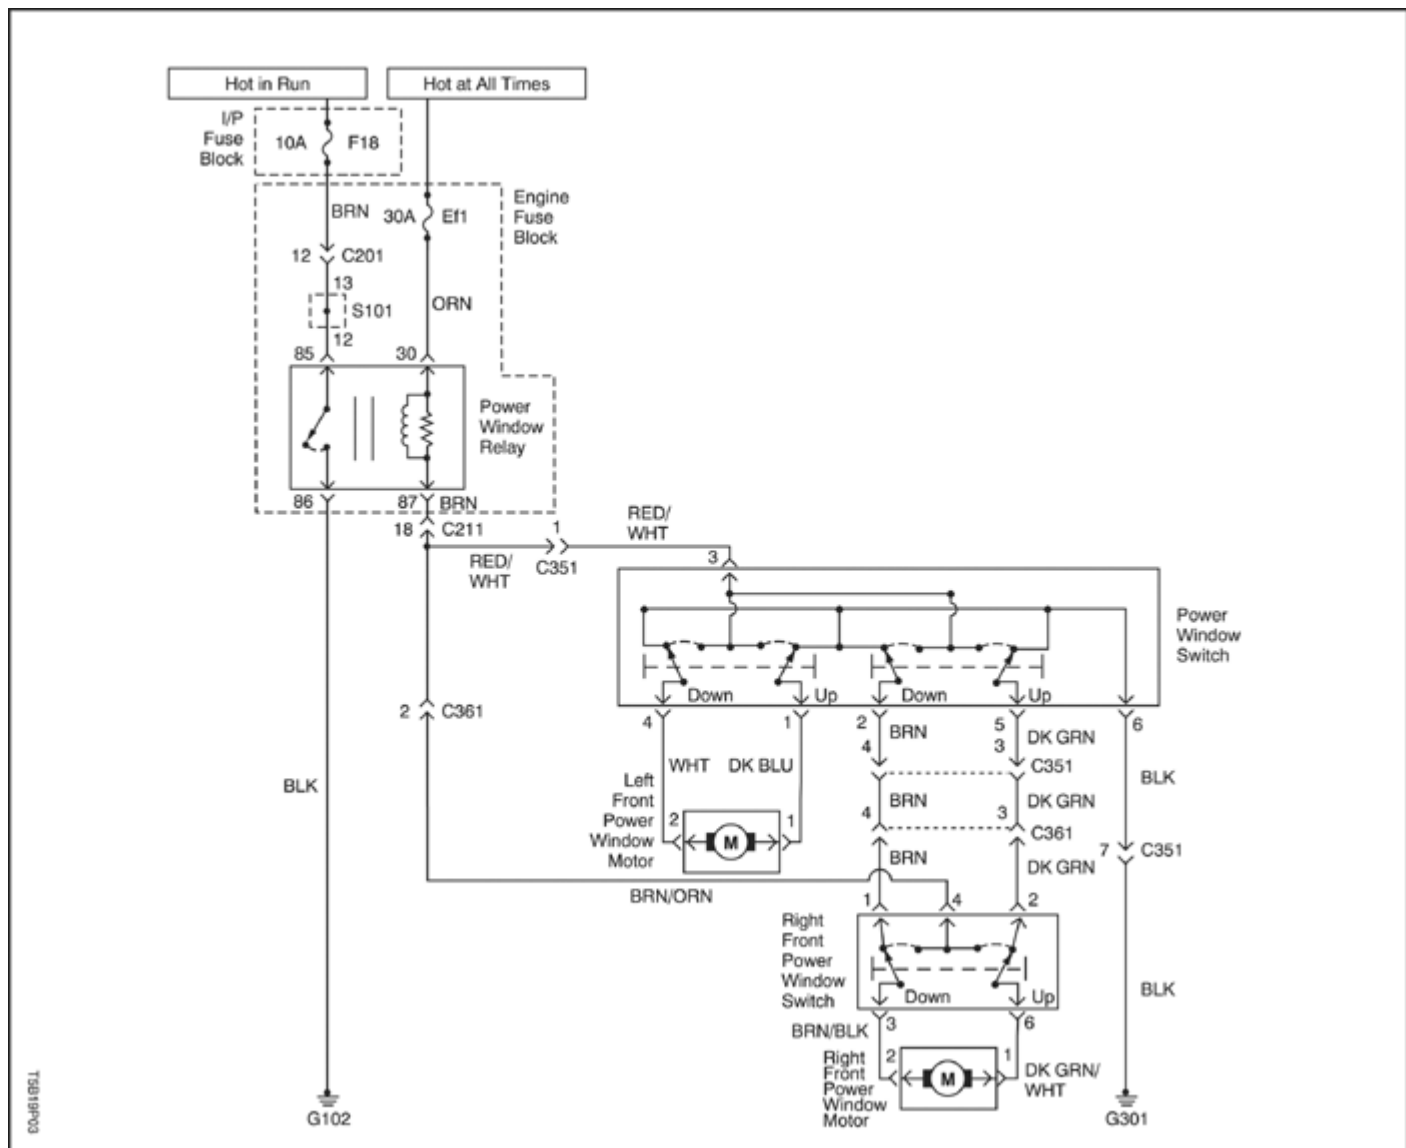 Hot in Run
Hot at All Times
I/P
Fuse
Block
10A
F18
Engine
Fuse
Block
BRN
30A
Ef1
12
C201
13
S101
12
ORN
85
30
Power
Window
Relay
86
87
BRN
18
C211
RED/
WHT
1
C351
RED/
WHT
3
Power
Window
Switch
Down
Up
Down
Up
2
C361
4
1
2
5
6
BRN
DK GRN
4
3
C351
WHT
DK BLU
BLK
BLK
Left
Front
Power
Window
Motor
2
M
1
BRN
DK GRN
4
3
C361
BRN
DK GRN
7
C351
BRN/ORN
1
4
2
Right
Front
Power
Window
Switch
Down
Up
BLK
3
6
BRN/BLK
Right
Front
Power
Window
Motor
2
M
1
DK GRN/
WHT
G102
G301
TSB19P03